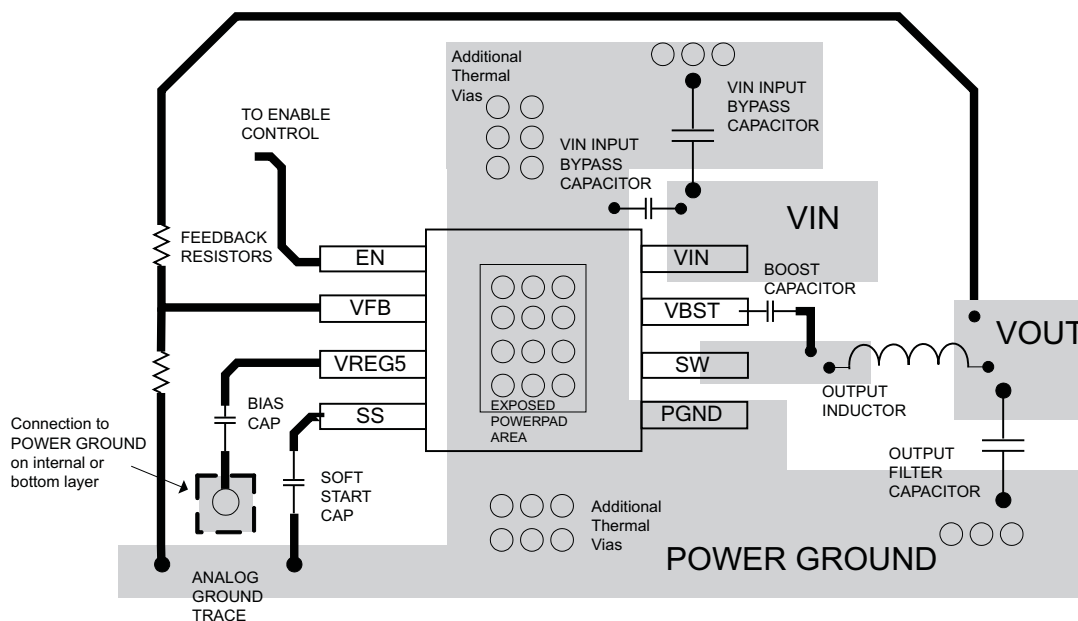 Additional
Thermal
Vias
VIN INPUT
BYPASS
CAPACITOR
TO ENABLE
CONTROL
VIN INPUT
BYPASS
CAPACITOR
VIN
FEEDBACK
RESISTORS
EN
VIN
BOOST
CAPACITOR
VFB
VBST
VOUT
VREG5
SW
OUTPUT
INDUCTOR
BIAS
CAP
SS
EXPOSED
POWERPAD
AREA
PGND
Connection to
POWER GROUND
on internal or
bottom layer
SOFT
START
CAP
OUTPUT
FILTER
CAPACITOR
Additional
Thermal
Vias
POWER GROUND
ANALOG
GROUND
TRACE